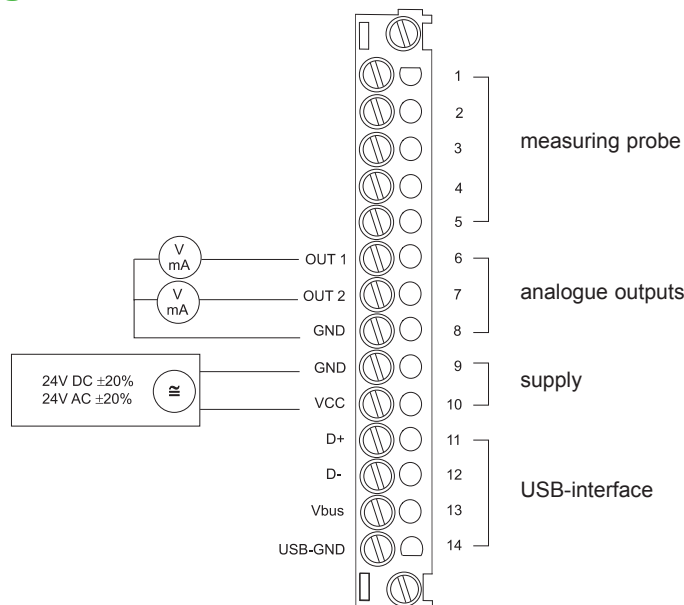 1
2
3
4
5
measuring probe
V
mA
OUT 1
6
V
mA
OUT 2
7
analogue outputs
GND
8
24V DC ±20%
24V AC ±20%
≅
GND
9
VCC
10
supply
D+
11
D-
12
Vbus
13
USB-GND
14
USB-interface